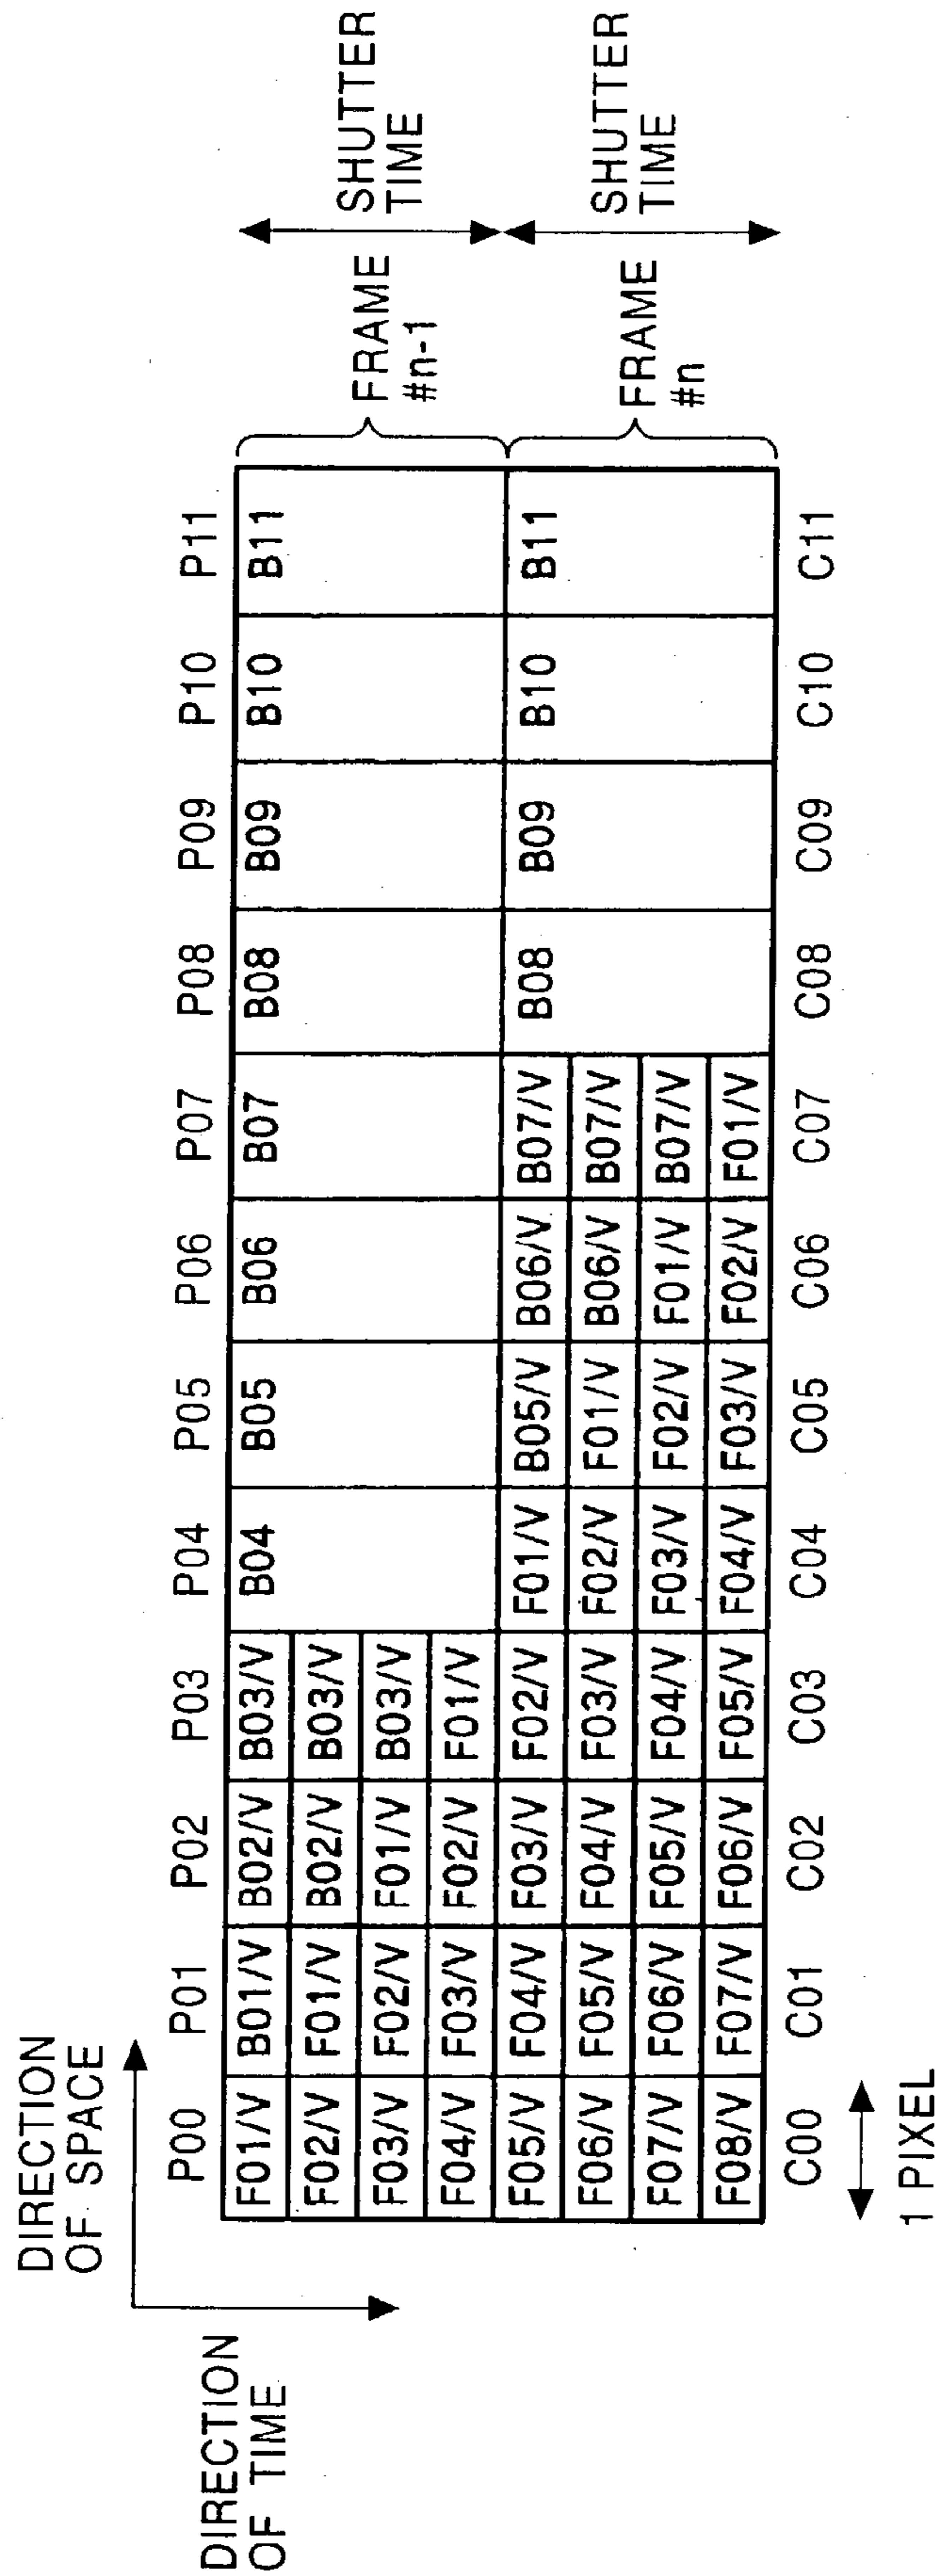 DIRECTION
OF SPACE
DIRECTION
OF TIME
P00 P01 P02 P03 P04 P05 P06 P07 P08 P09 P10 P11
F01/V B01/V B02/V B03/V B04 B05 B06 B07 B08 B09 B10 B11
F02/V F01/V B02/V B03/V
F03/V F02/V F01/V B03/V
F04/V F03/V F02/V F01/V
FRAME
#n-1
SHUTTER
TIME
F05/V F04/V F03/V F02/V F01/V B05/V B06/V B07/V B08 B09 B10 B11
F06/V F05/V F04/V F03/V F02/V F01/V B06/V B07/V
F07/V F06/V F05/V F04/V F03/V F02/V F01/V B07/V
F08/V F07/V F06/V F05/V F04/V F03/V F02/V F01/V
FRAME
#n
SHUTTER
TIME
C00 C01 C02 C03 C04 C05 C06 C07 C08 C09 C10 C11
1 PIXEL